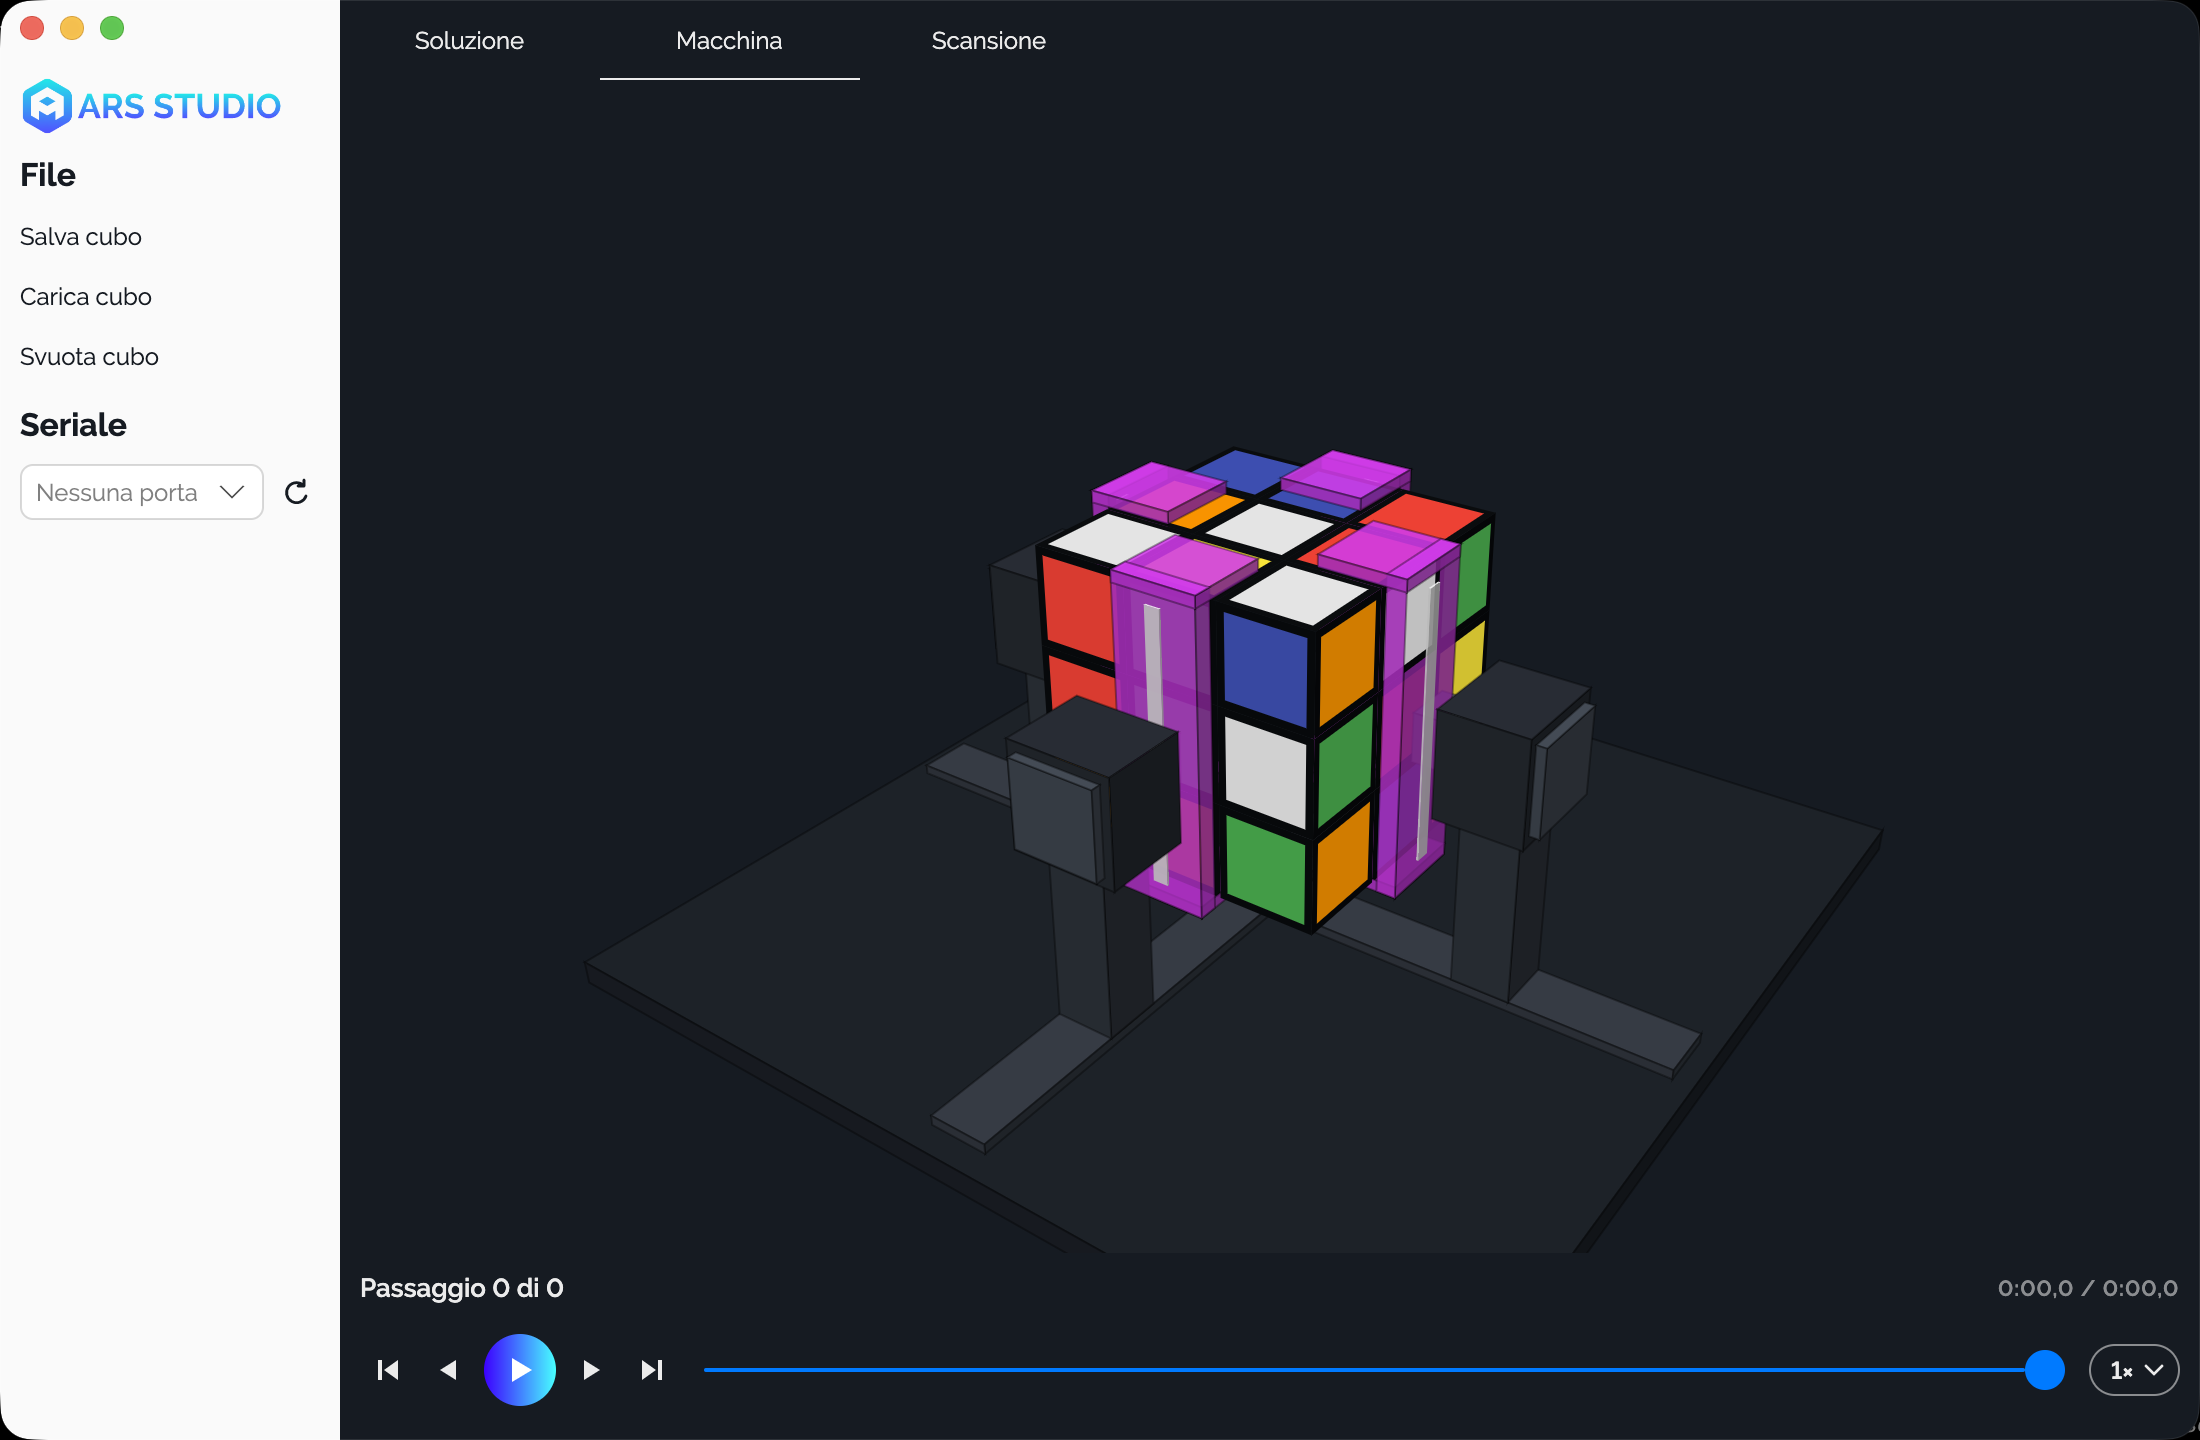 Soluzione
Macchina
Scansione
ARS STUDIO
File
Salva cubo
Carica cubo
Svuota cubo
Seriale
Nessuna porta
Passaggio 0 di 0
0:00,0 / 0:00,0
1×